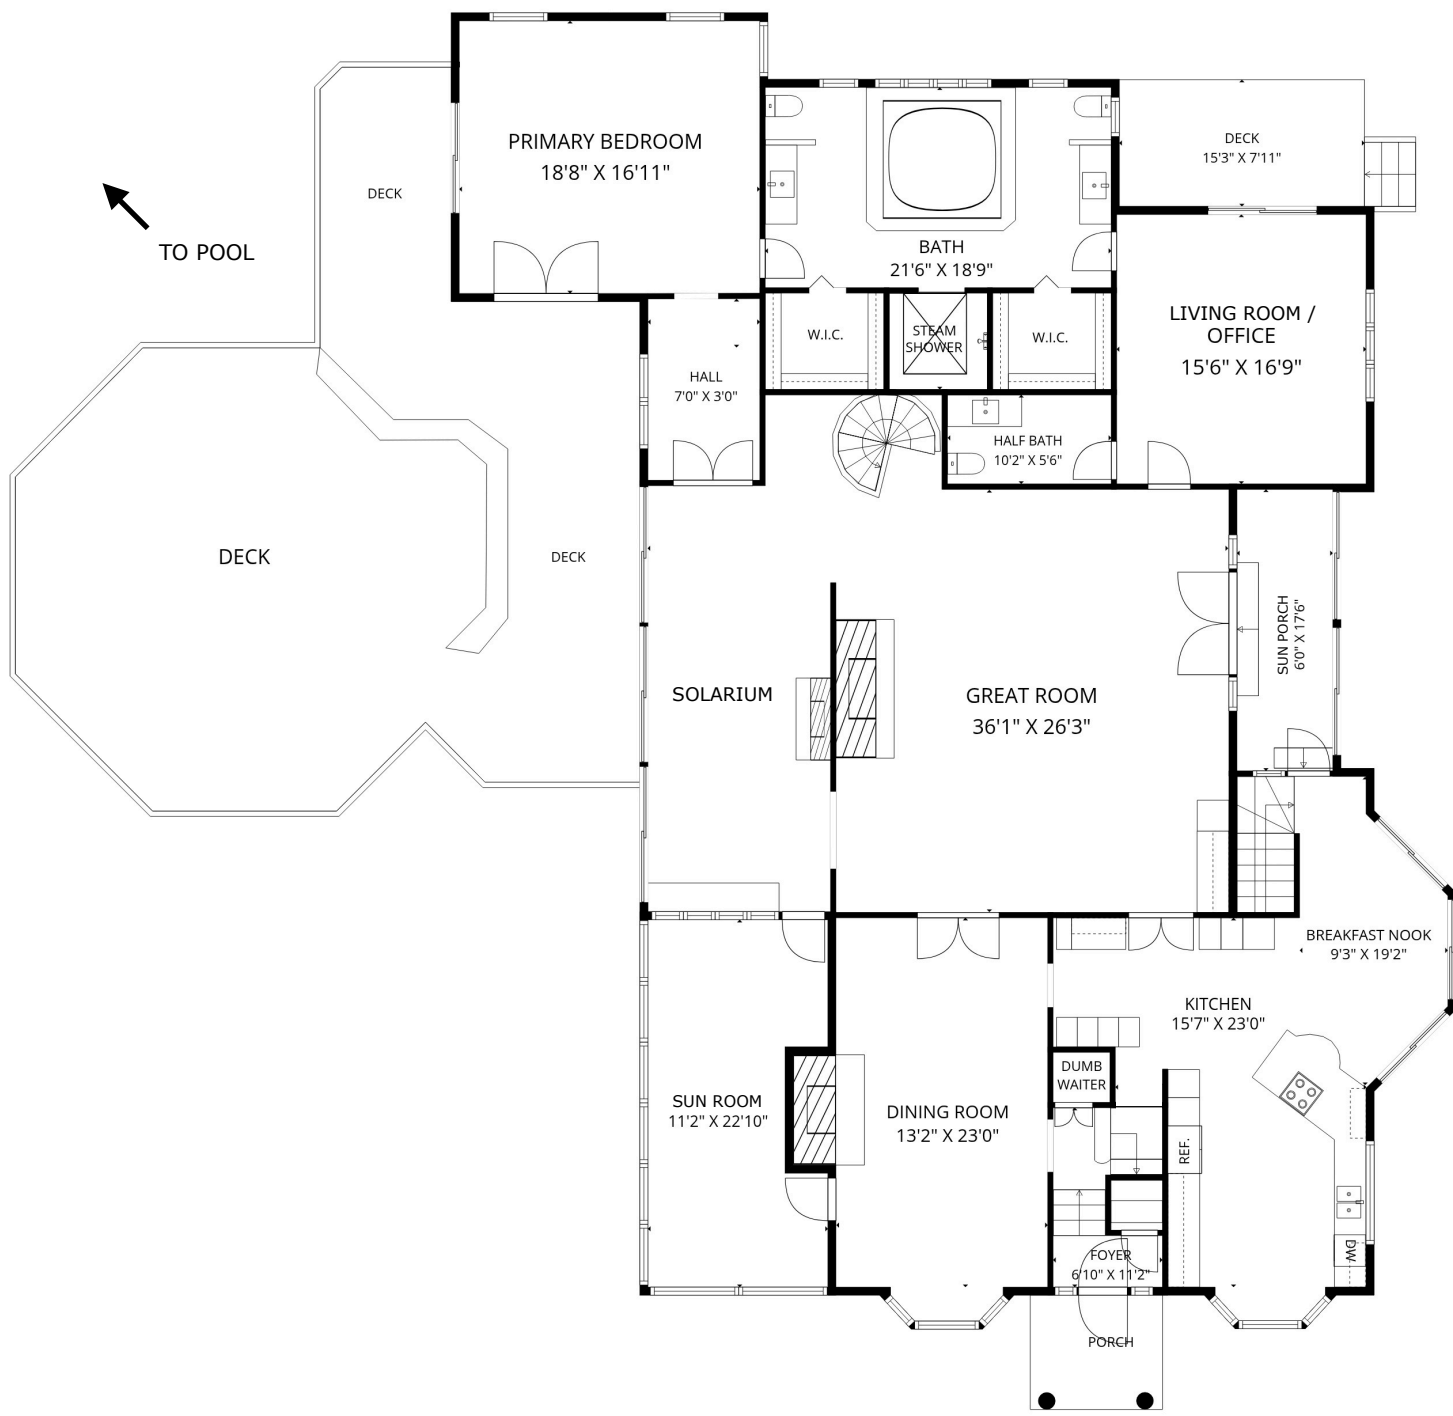 PRIMARY BEDROOM
18'8" X 16'11"
DECK
15'3" X 7'11"
DECK
TO POOL
BATH
21'6" X 18'9"
LIVING ROOM /
OFFICE
15'6" X 16'9"
W.I.C.
STEAM
SHOWER
W.I.C.
HALL
7'0" X 3'0"
HALF BATH
10'2" X 5'6"
DECK
DECK
SUN PORCH
6'0" X 17'6"
SOLARIUM
GREAT ROOM
36'1" X 26'3"
BREAKFAST NOOK
9'3" X 19'2"
KITCHEN
15'7" X 23'0"
DUMB
WAITER
SUN ROOM
11'2" X 22'10"
DINING ROOM
13'2" X 23'0"
REF.
DW
FOYER
6'10" X 11'2"
PORCH